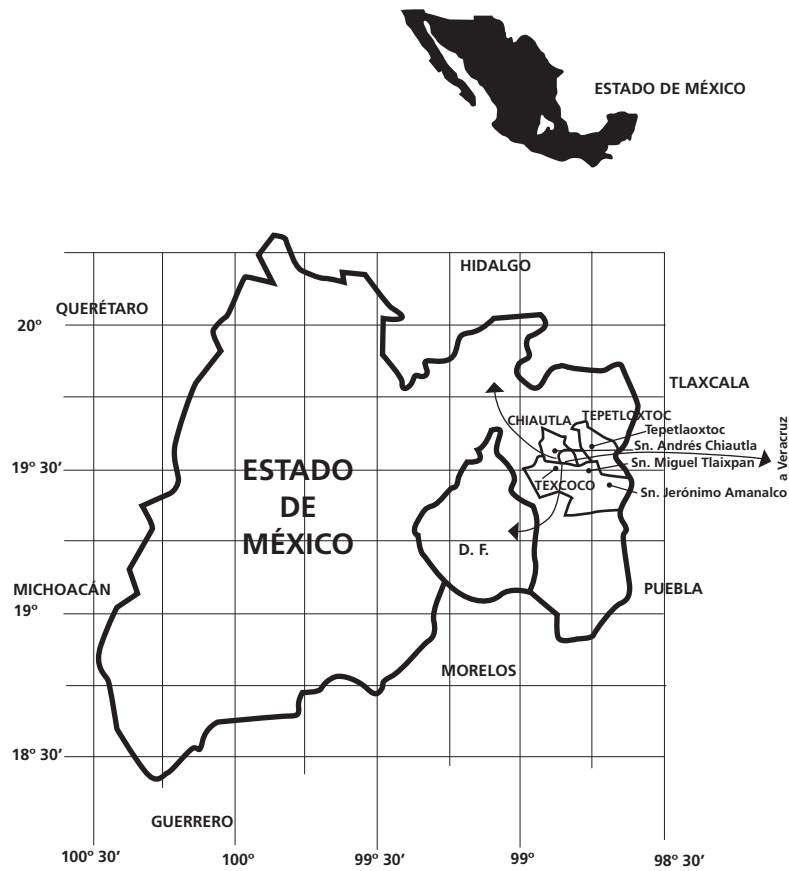 ESTADO DE MÉXICO
HIDALGO
QUERÉTARO
20º
TLAXCALA
CHIAUTLA
TEPETLOXTOC
Tepetlaoxtoc
Sn. Andrés Chiautla
a Veracruz
Sn. Miguel Tlaixpan
19º 30’
ESTADO
DE
MÉXICO
TEXCOCO
Sn. Jerónimo Amanalco
D. F.
MICHOACÁN
PUEBLA
19º
MORELOS
18º 30’
GUERRERO
100º 30’
100º
99º 30’
99º
98º 30’